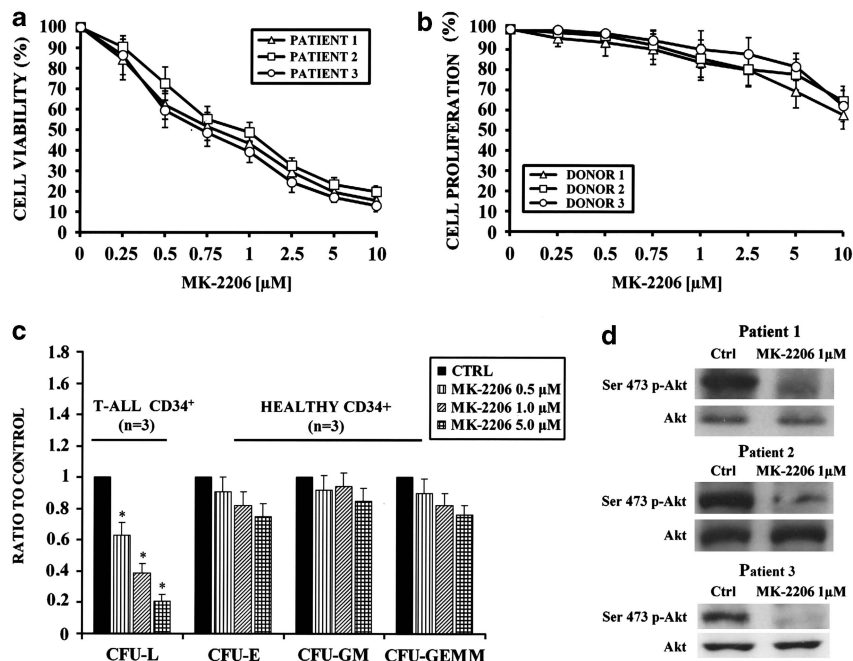 a
CELL VIABILITY (%)
100
90
80
70
60
50
40
30
20
10
0
PATIENT 1
PATIENT 2
PATIENT 3
0 0.25 0.5 0.75 1 2.5 5 10
MK-2206 [µM]
b
CELL PROLIFERATION (%)
100
90
80
70
60
50
40
30
20
10
0
DONOR 1
DONOR 2
DONOR 3
0 0.25 0.5 0.75 1 2.5 5 10
MK-2206 [µM]
c
RATIO TO CONTROL
1.8
1.6
1.4
1.2
1
0.8
0.6
0.4
0.2
0
CTRL
MK-2206 0.5 µM
MK-2206 1.0 µM
MK-2206 5.0 µM
T-ALL CD34+
(n=3)
HEALTHY CD34+
(n=3)
* * *
CFU-L CFU-E CFU-GM CFU-GEMM
d
Patient 1
Ctrl MK-2206 1µM
Ser 473 p-Akt
Akt
Patient 2
Ctrl MK-2206 1µM
Ser 473 p-Akt
Akt
Patient 3
Ctrl MK-2206 1µM
Ser 473 p-Akt
Akt